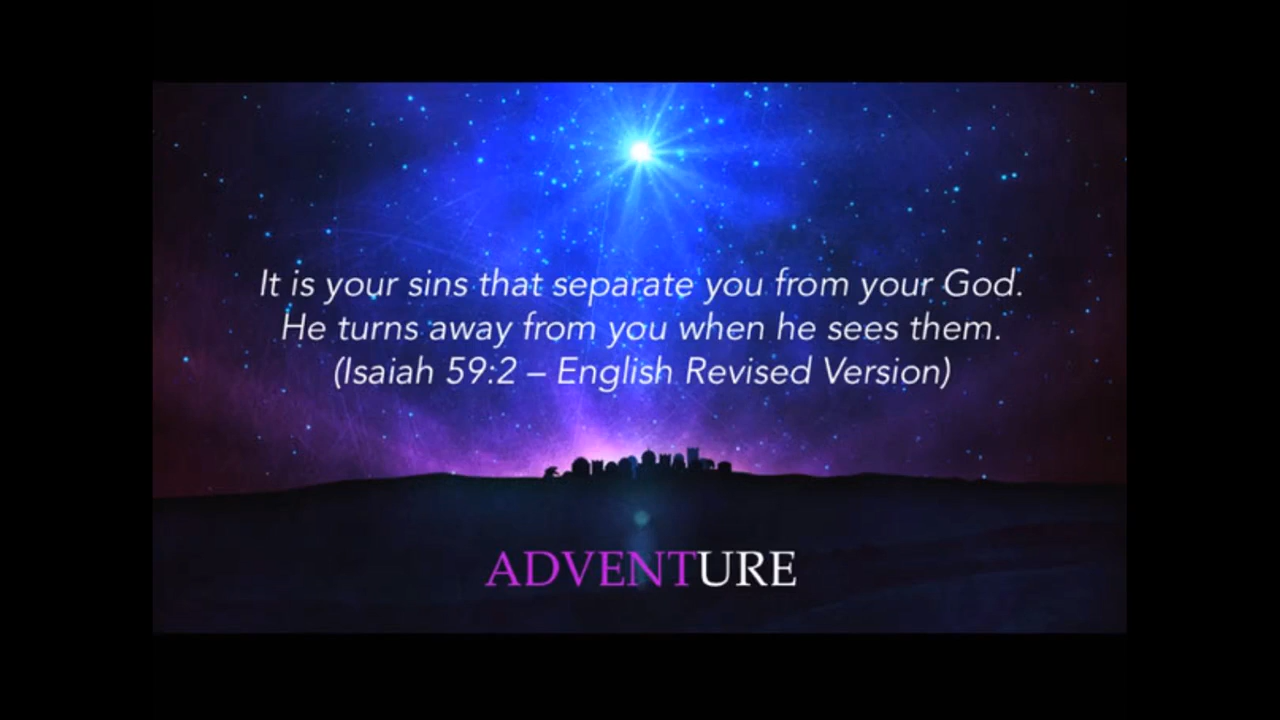 It is your sins that separate you from your God.
He turns away from you when he sees them.
(Isaiah 59:2 – English Revised Version)
ADVENTURE